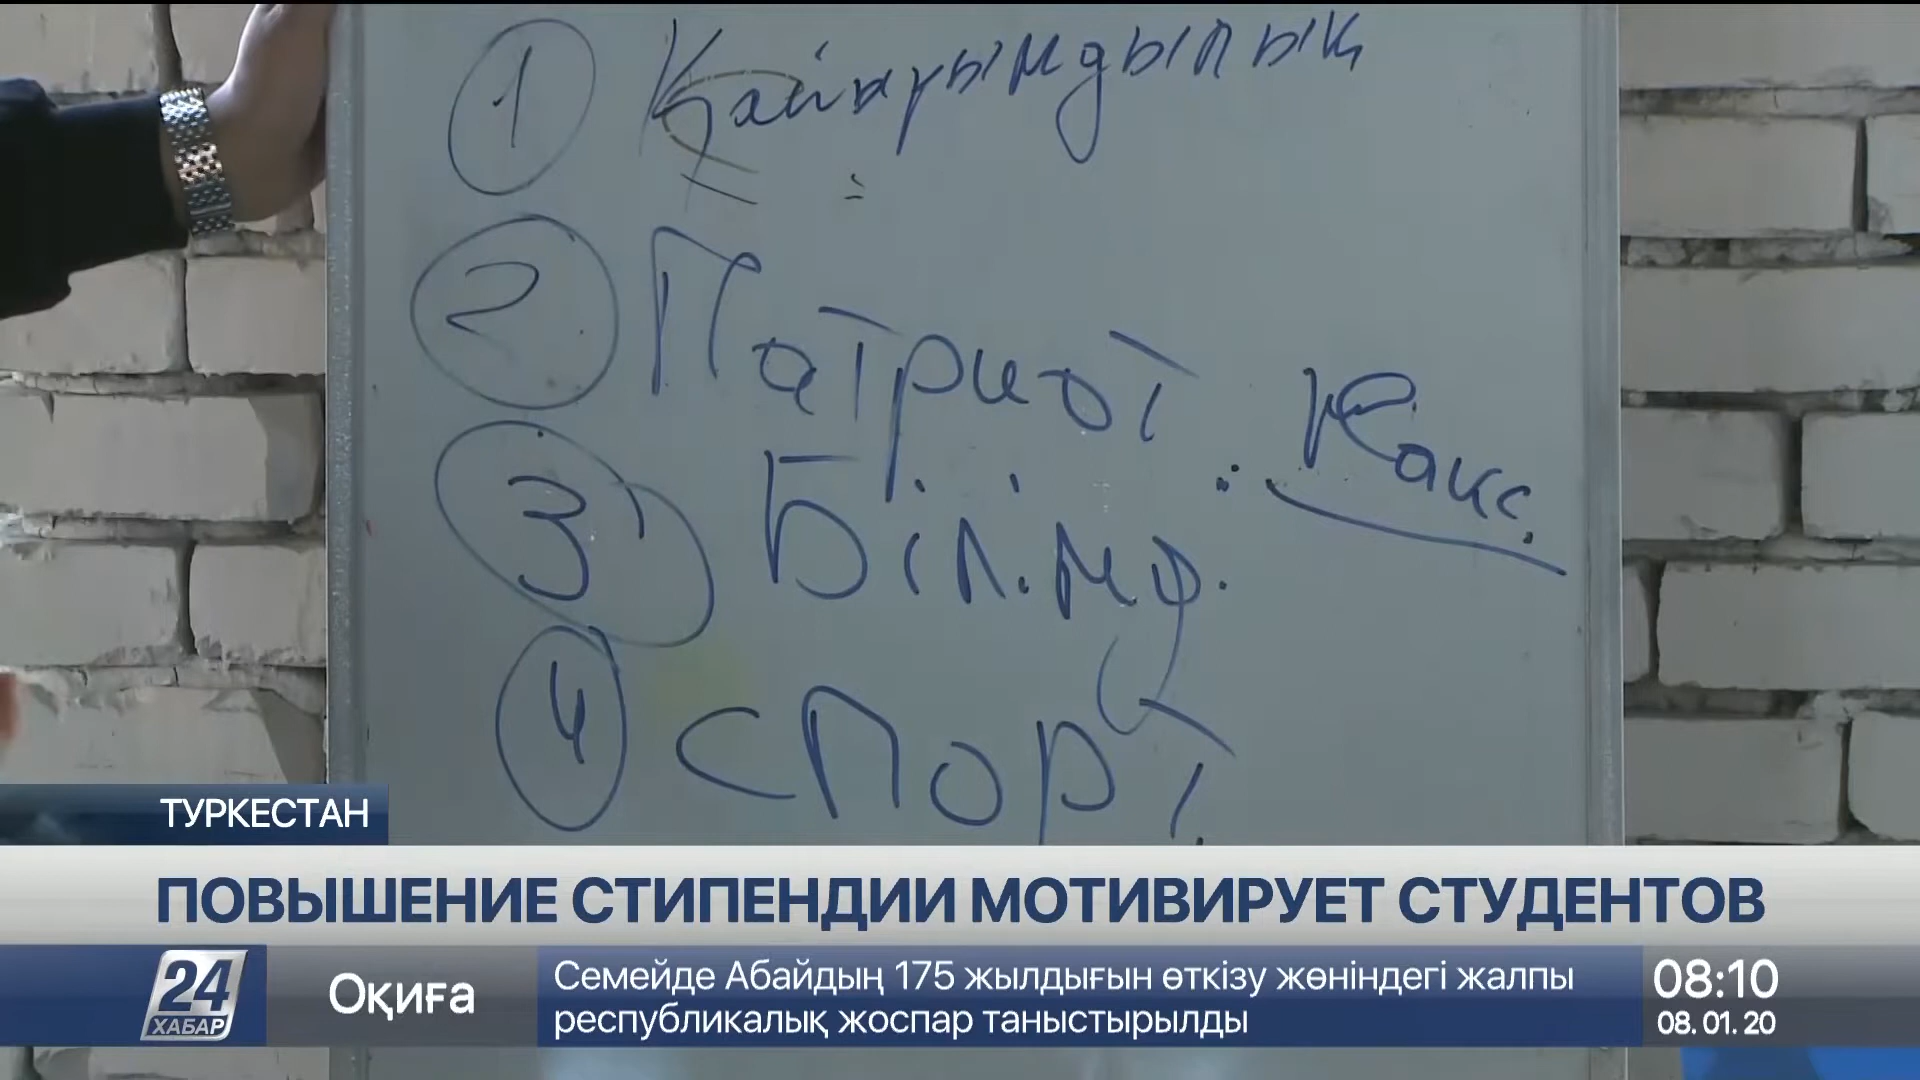 1 Қайырымдылық
2 Патриот
Какс.
3 Біл.мф.
4 спорт.
ТУРКЕСТАН
ПОВЫШЕНИЕ СТИПЕНДИИ МОТИВИРУЕТ СТУДЕНТОВ
24 ХАБАР
Оқиға
Семейде Абайдың 175 жылдығын өткізу жөніндегі жалпы
республикалық жоспар таныстырылды
08:10
08. 01. 20